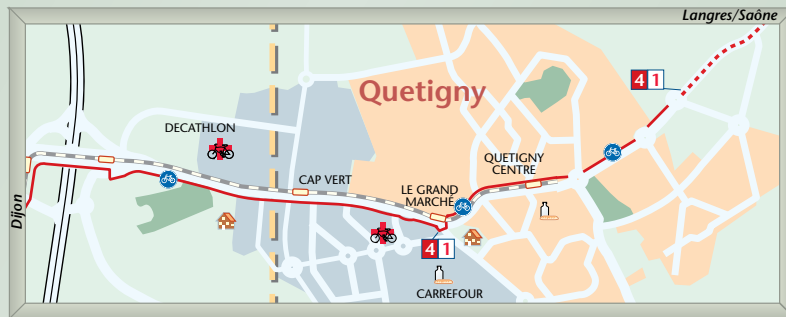 Langres/Saône
41
Quetigny
DECATHLON
QUETIGNY
CENTRE
CAP VERT
LE GRAND
MARCHÉ
Dijon
41
CARREFOUR